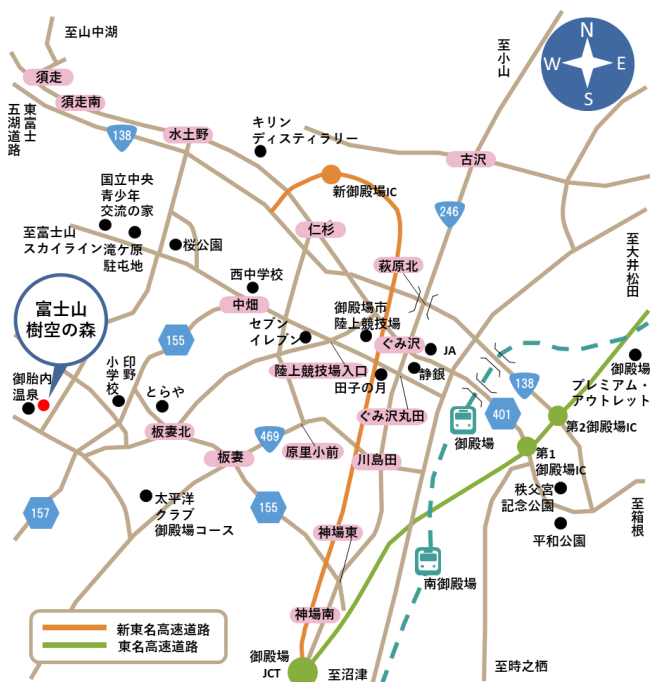 至山中湖
N
W
E
S
至小山
須走
須走南
東富士
五湖道路
138
水土野
キリン
ディスティラリー
古沢
国立中央
青少年
交流の家
新御殿場IC
246
至富士山
スカイライン
滝ケ原
駐屯地
桜公園
仁杉
至大井松田
萩原北
西中学校
富士山
樹空の森
中畑
御殿場市
陸上競技場
セブン
イレブン
155
ぐみ沢
JA
印野
小学校
御胎内
温泉
とらや
陸上競技場入口
田子の月
静銀
138
御殿場
プレミアム・
アウトレット
ぐみ沢丸田
401
御殿場
第2御殿場IC
板妻北
469
原里小前
板妻
川島田
第1
御殿場IC
秩父宮
記念公園
太平洋
クラブ
御殿場コース
155
157
神場東
平和公園
至箱根
南御殿場
神場南
新東名高速道路
東名高速道路
御殿場
JCT
至沼津
至時之栖